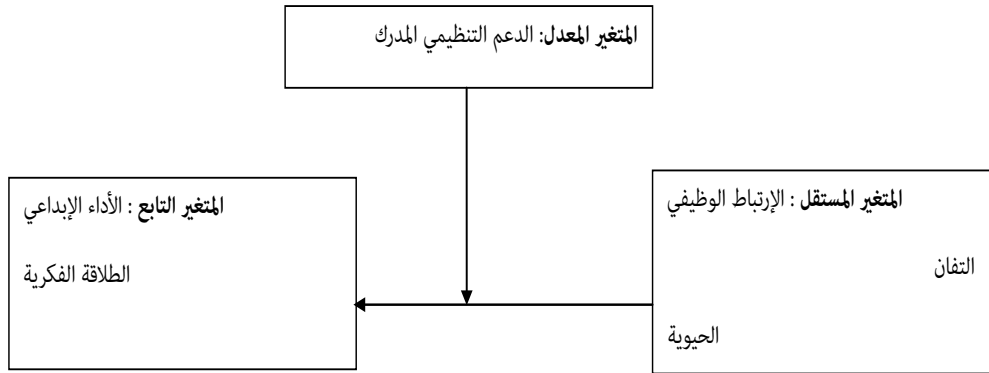 المتغير المعدل: الدعم التنظيمي المدرك
المتغير المستقل : الإرتباط الوظيفي
التفان
الحيوية
المتغير التابع : الأداء الإبداعي
الطلاقة الفكرية